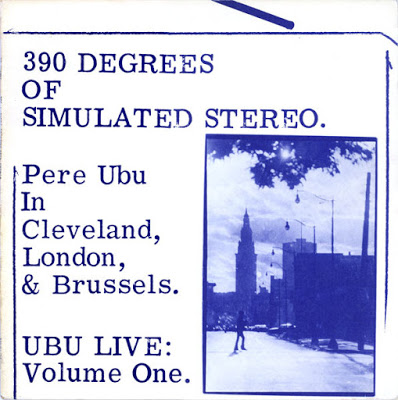 390 DEGREES
OF
SIMULATED STEREO.
Pere Ubu
In
Cleveland,
London,
& Brussels.
UBU LIVE:
Volume One.